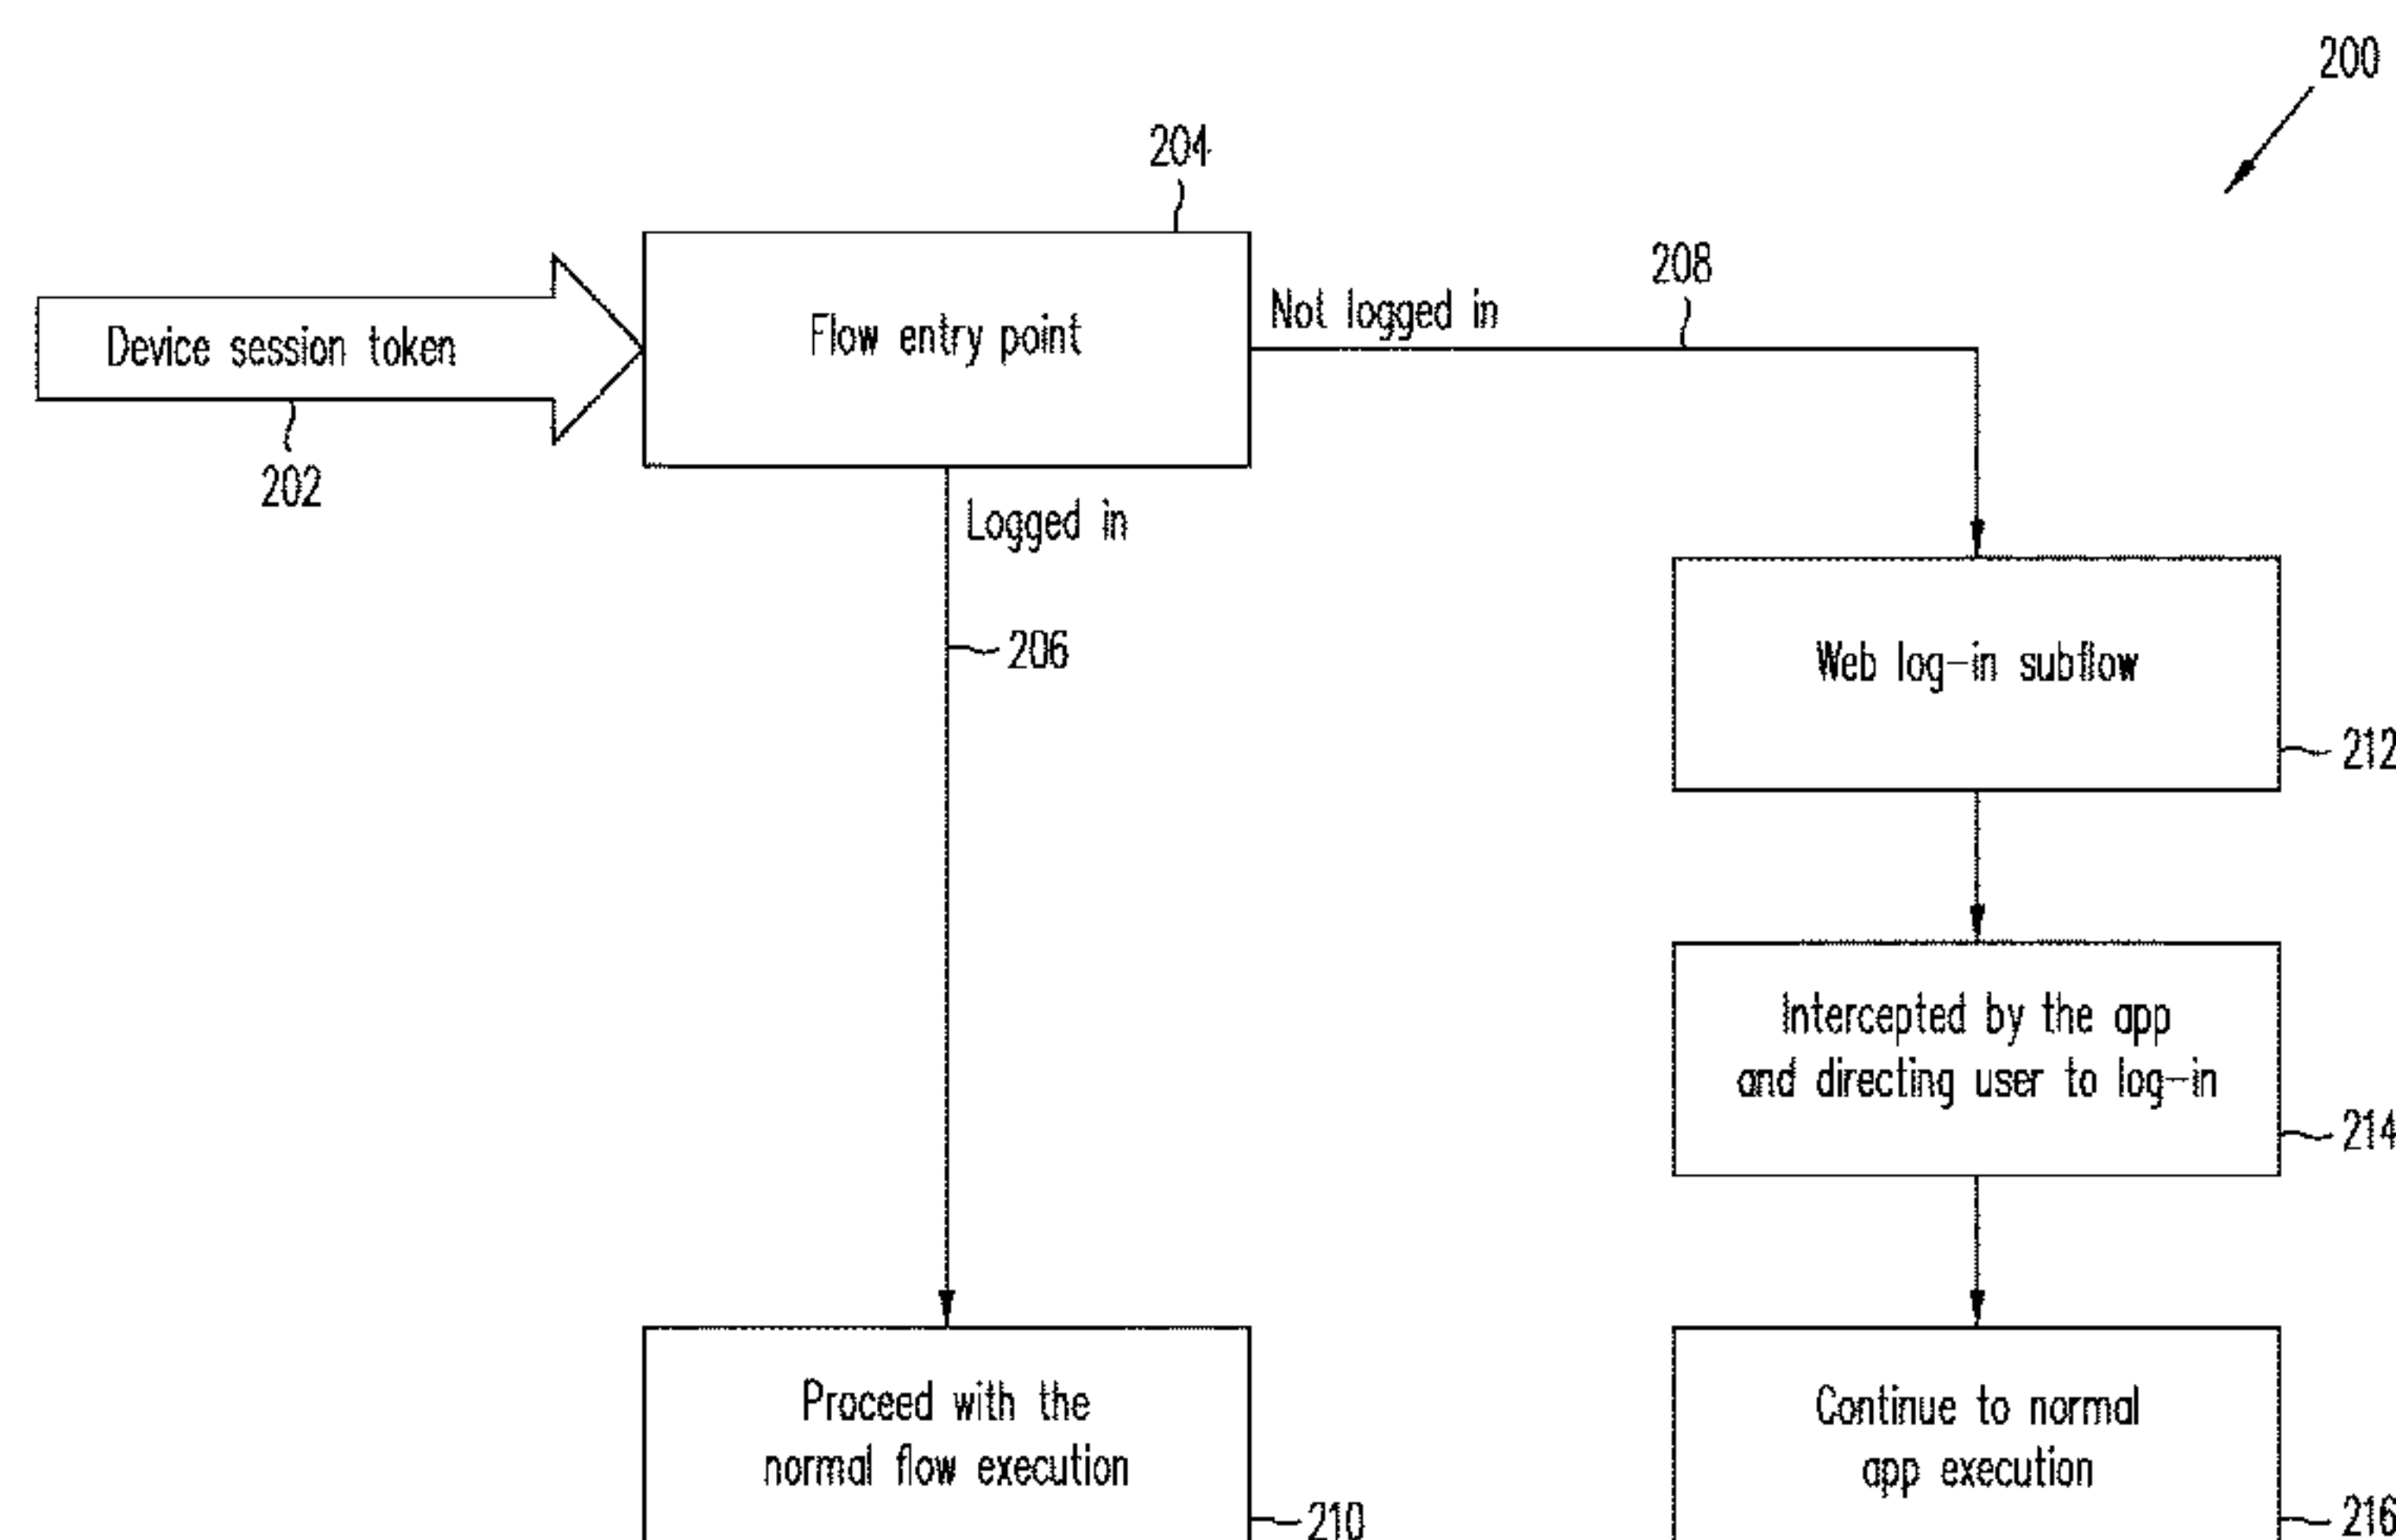 200
204
208
Not logged in
Flow entry point
Device session token
202
Logged in
206
Web log-in subflow
212
Intercepted by the app
and directing user to log-in
214
Proceed with the
normal flow execution
210
Continue to normal
app execution
216